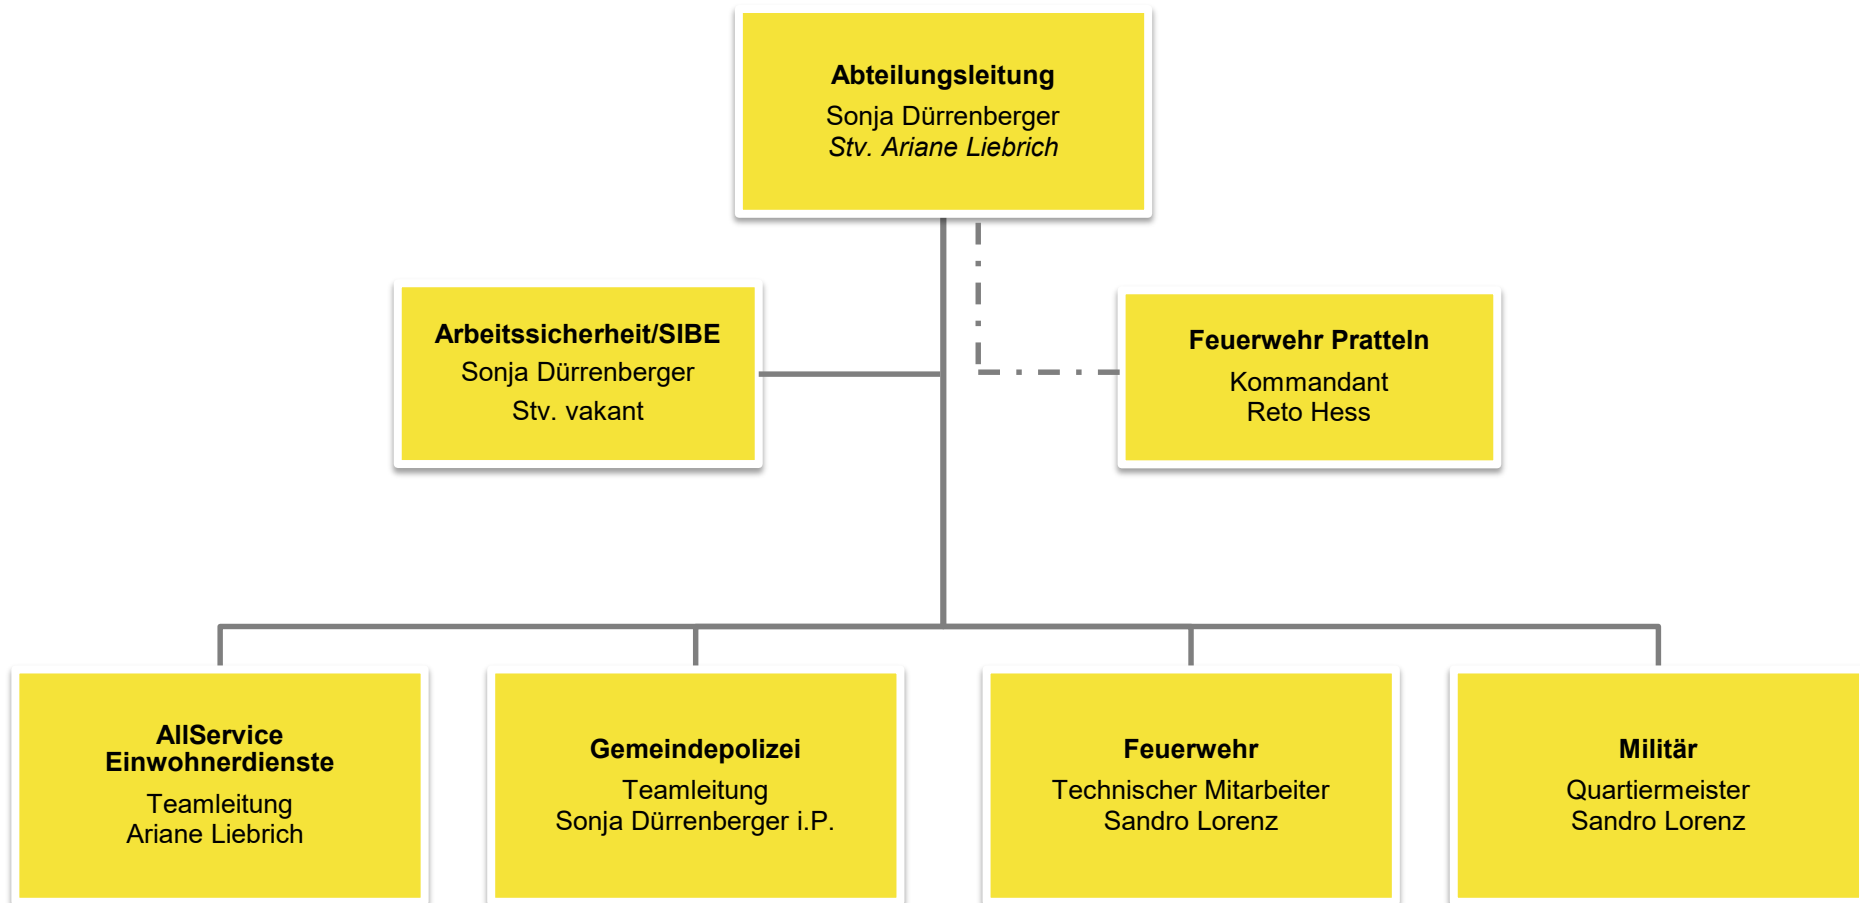 Abteilungsleitung
Sonja Dürrenberger
Stv. Ariane Liebrich
Arbeitssicherheit/SIBE
Sonja Dürrenberger
Stv. vakant
Feuerwehr Pratteln
Kommandant
Reto Hess
AllService
Einwohnerdienste
Teamleitung
Ariane Liebrich
Gemeindepolizei
Teamleitung
Sonja Dürrenberger i.P.
Feuerwehr
Technischer Mitarbeiter
Sandro Lorenz
Militär
Quartiermeister
Sandro Lorenz